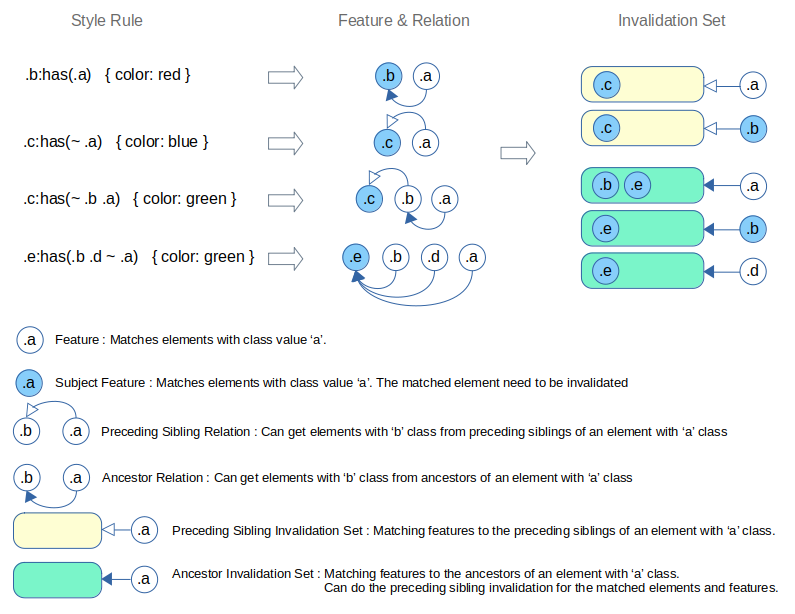 Style Rule
Feature & Relation
Invalidation Set
.b:has(.a) { color: red }
.b .a
.c .a
.c .b
.c:has(~ .a) { color: blue }
.c .a
.c:has(~ .b .a) { color: green }
.c .b .a
.b .e .a
.e .b
.e:has(.b .d ~ .a) { color: green }
.e .b .d .a
.e .d
.a Feature : Matches elements with class value ‘a’.
.a Subject Feature : Matches elements with class value ‘a’. The matched element need to be invalidated
.b .a Preceding Sibling Relation : Can get elements with ‘b’ class from preceding siblings of an element with ‘a’ class
.b .a Ancestor Relation : Can get elements with ‘b’ class from ancestors of an element with ‘a’ class
.a Preceding Sibling Invalidation Set : Matching features to the preceding siblings of an element with ‘a’ class.
.a Ancestor Invalidation Set : Matching features to the ancestors of an element with ‘a’ class.
Can do the preceding sibling invalidation for the matched elements and features.